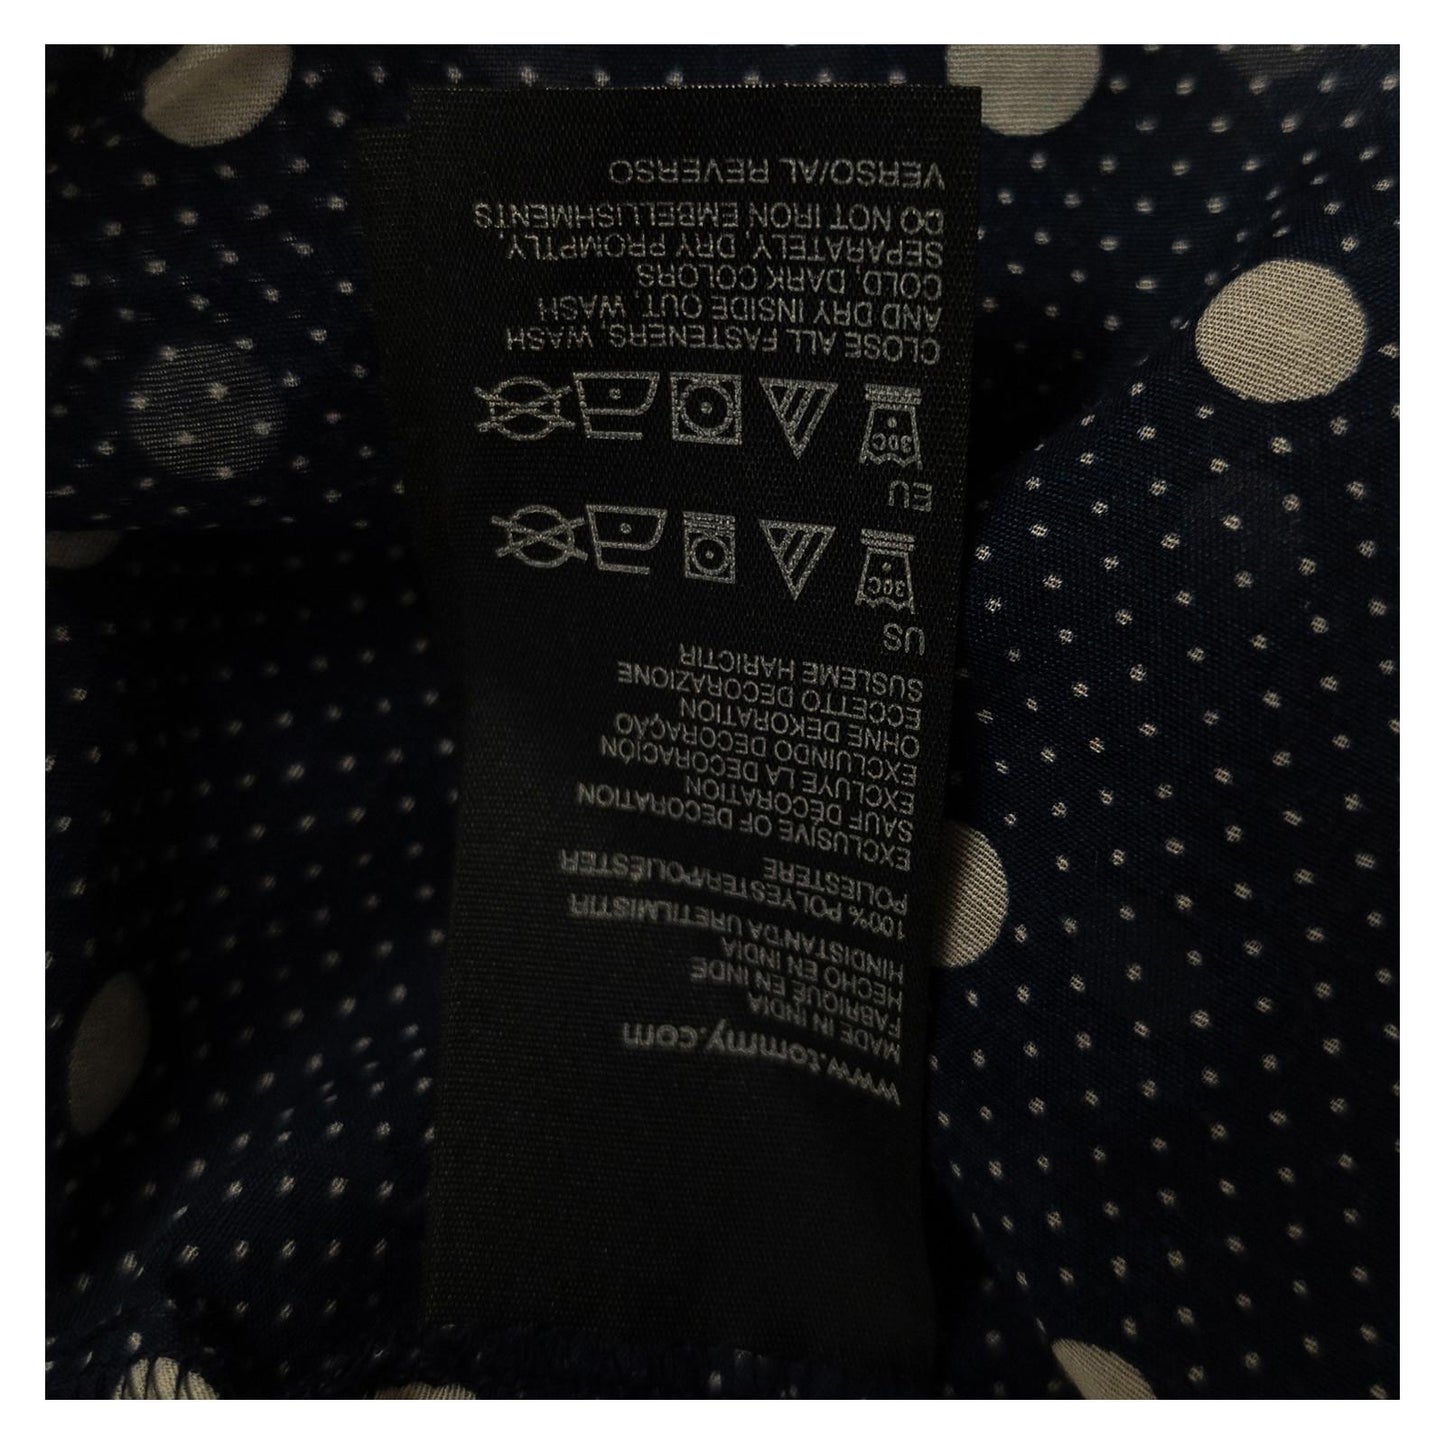 www.tommy.com
MADE IN INDIA
FABRIQUÉ EN INDE
HECHO EN INDIA
HINDISTAN'DA URETILMISTIR
100% POLYESTER/POLIÉSTER
POLIESTERE
EXCLUSIVE OF DECORATION
SAUF DÉCORATION
EXCLUYE LA DECORACIÓN
EXCLUINDO DECORAÇAO
OHNE DEKORATION
ECCETTO DECORAZIONE
SUSLEME HARICTIR
US
30C
EU
30C
CLOSE ALL FASTENERS, WASH
AND DRY INSIDE OUT, WASH
COLD, DARK COLORS
SEPARATELY, DRY PROMPTLY,
DO NOT IRON EMBELLISHMENTS
VERSO/AL REVERSO